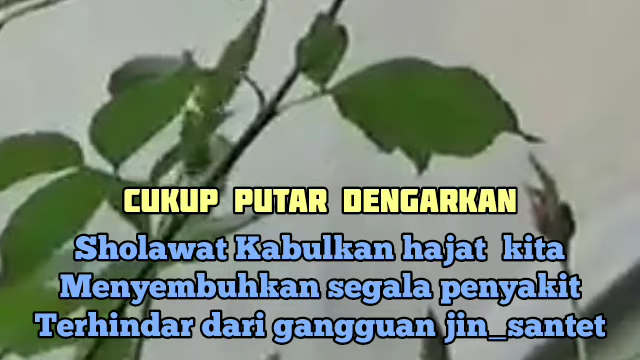 CUKUP PUTAR DENGARKAN
Sholawat Kabulkan hajat kita
Menyembuhkan segala penyakit
Terhindar dari gangguan jin_santet